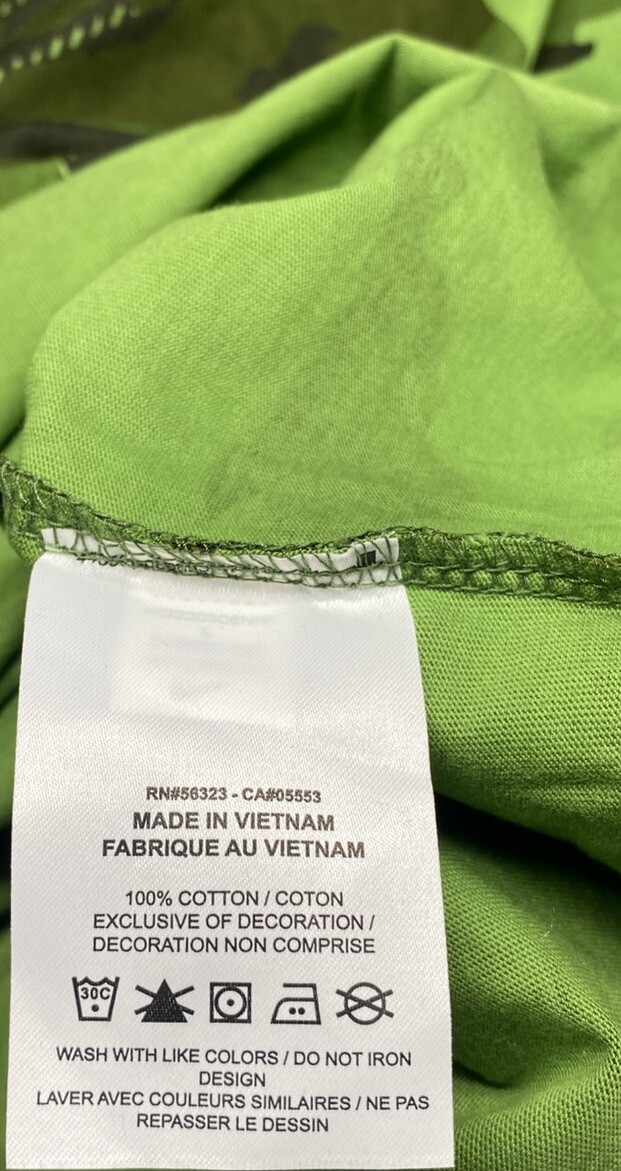 RN#56323 - CA#05553
MADE IN VIETNAM
FABRIQUE AU VIETNAM
100% COTTON / COTON
EXCLUSIVE OF DECORATION /
DECORATION NON COMPRISE
30C
WASH WITH LIKE COLORS / DO NOT IRON
DESIGN
LAVER AVEC COULEURS SIMILAIRES / NE PAS
REPASSER LE DESSIN